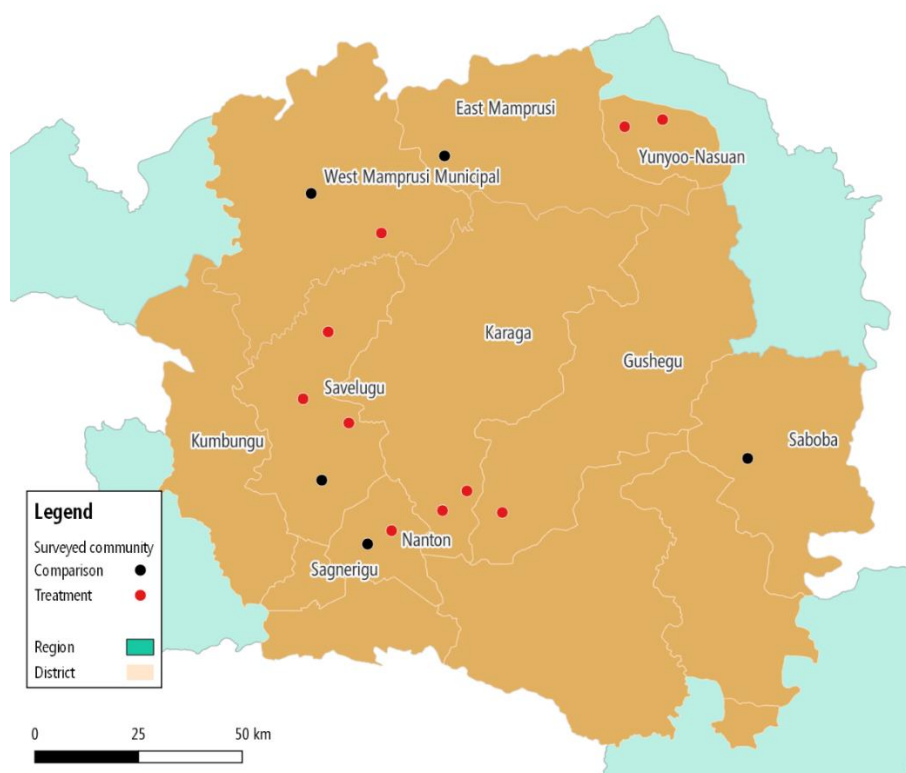 East Mamprusi
Yunyoo-Nasuan
West Mamprusi Municipal
Karaga
Gushegu
Savelugu
Kumbungu
Saboba
Nanton
Sagnerigu
Legend
Surveyed community
Comparison
Treatment
Region
District
0 25 50 km